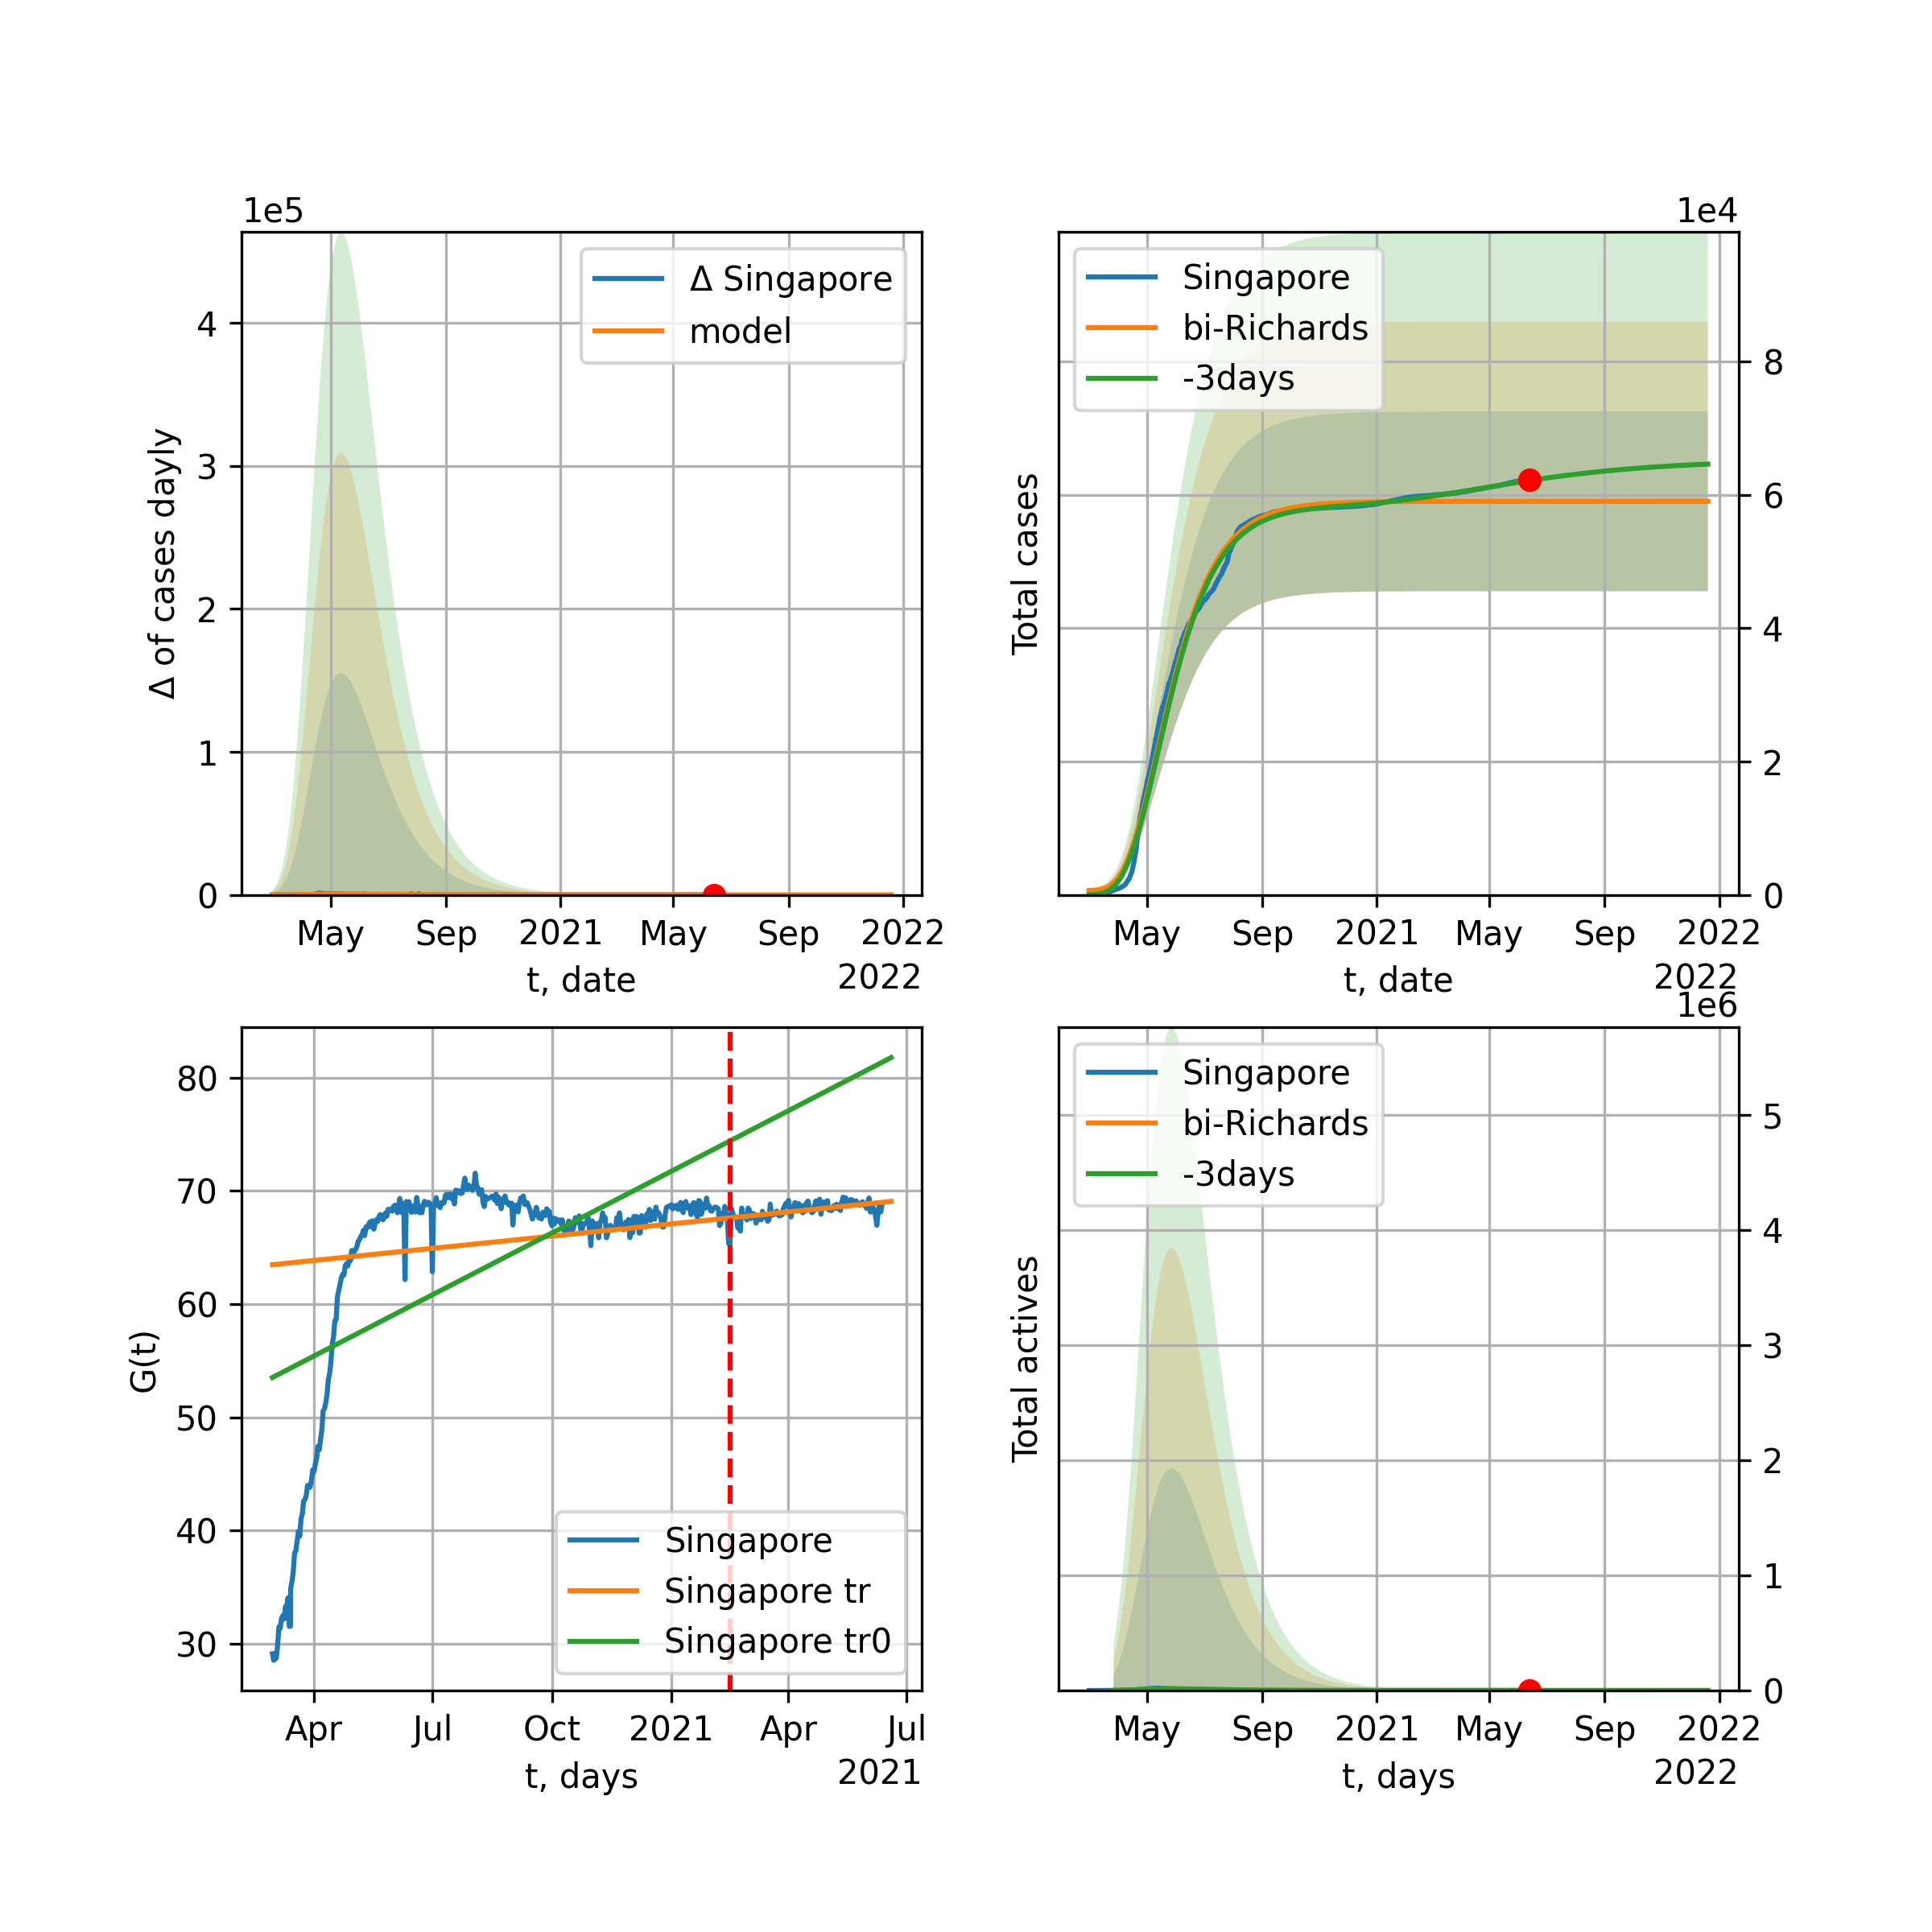 1e5
Δ Singapore
model
Δ of cases dayly
4
3
2
1
0
May Sep 2021 May Sep 2022
t, date
2022
1e4
Singapore
bi-Richards
-3days
Total cases
8
6
4
2
0
May Sep 2021 May Sep 2022
t, date
2022
G(t)
80
70
60
50
40
30
Singapore
Singapore tr
Singapore tr0
Apr Jul Oct 2021 Apr Jul
t, days
2021
1e6
Singapore
bi-Richards
-3days
Total actives
5
4
3
2
1
0
May Sep 2021 May Sep 2022
t, days
2022